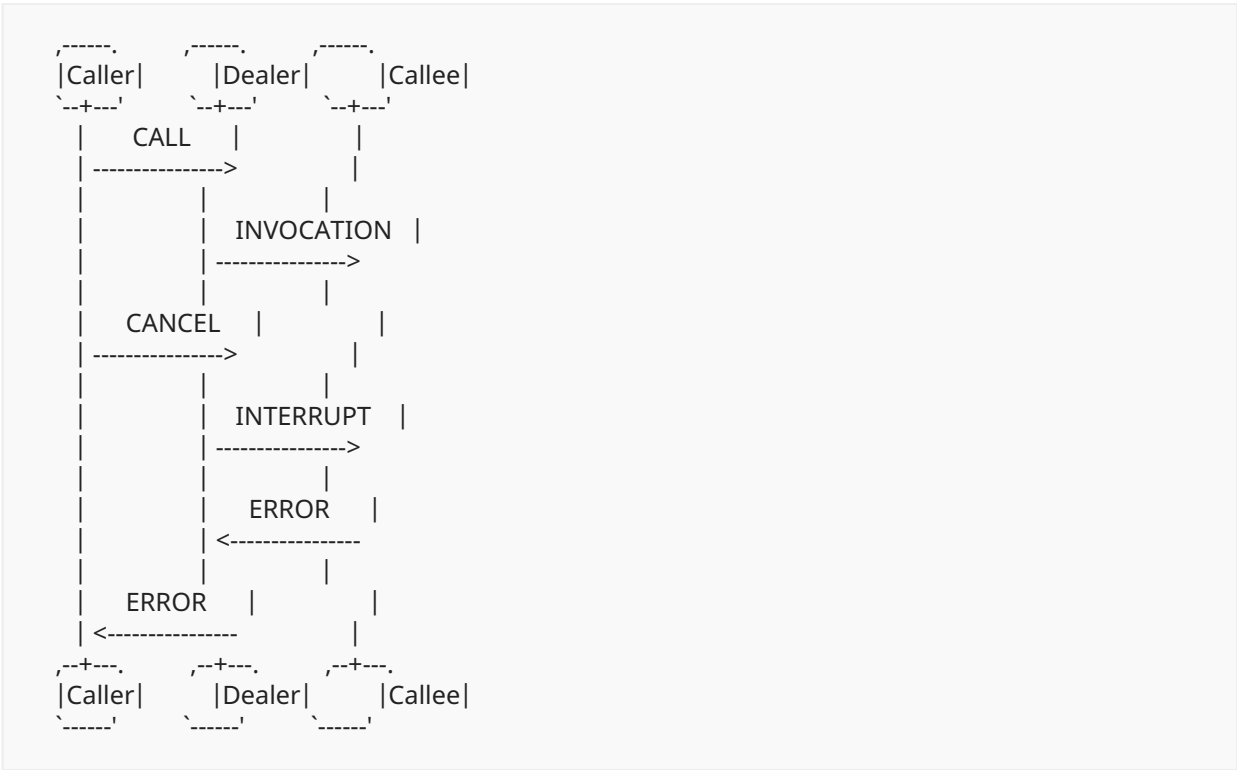 ,------.          ,------.          ,------.
|Caller|          |Dealer|          |Callee|
`--+---'          `--+---'          `--+---'
   |       CALL      |                 |
   | ---------------->                 |
   |                 |                 |
   |                 |    INVOCATION   |
   |                 | ---------------->
   |                 |                 |
   |      CANCEL     |                 |
   | ---------------->                 |
   |                 |                 |
   |                 |    INTERRUPT    |
   |                 | ---------------->
   |                 |                 |
   |                 |      ERROR      |
   |                 | <----------------
   |                 |                 |
   |      ERROR      |                 |
   | <----------------                 |
,--+---.          ,--+---.          ,--+---.
|Caller|          |Dealer|          |Callee|
`------'          `------'          `------'